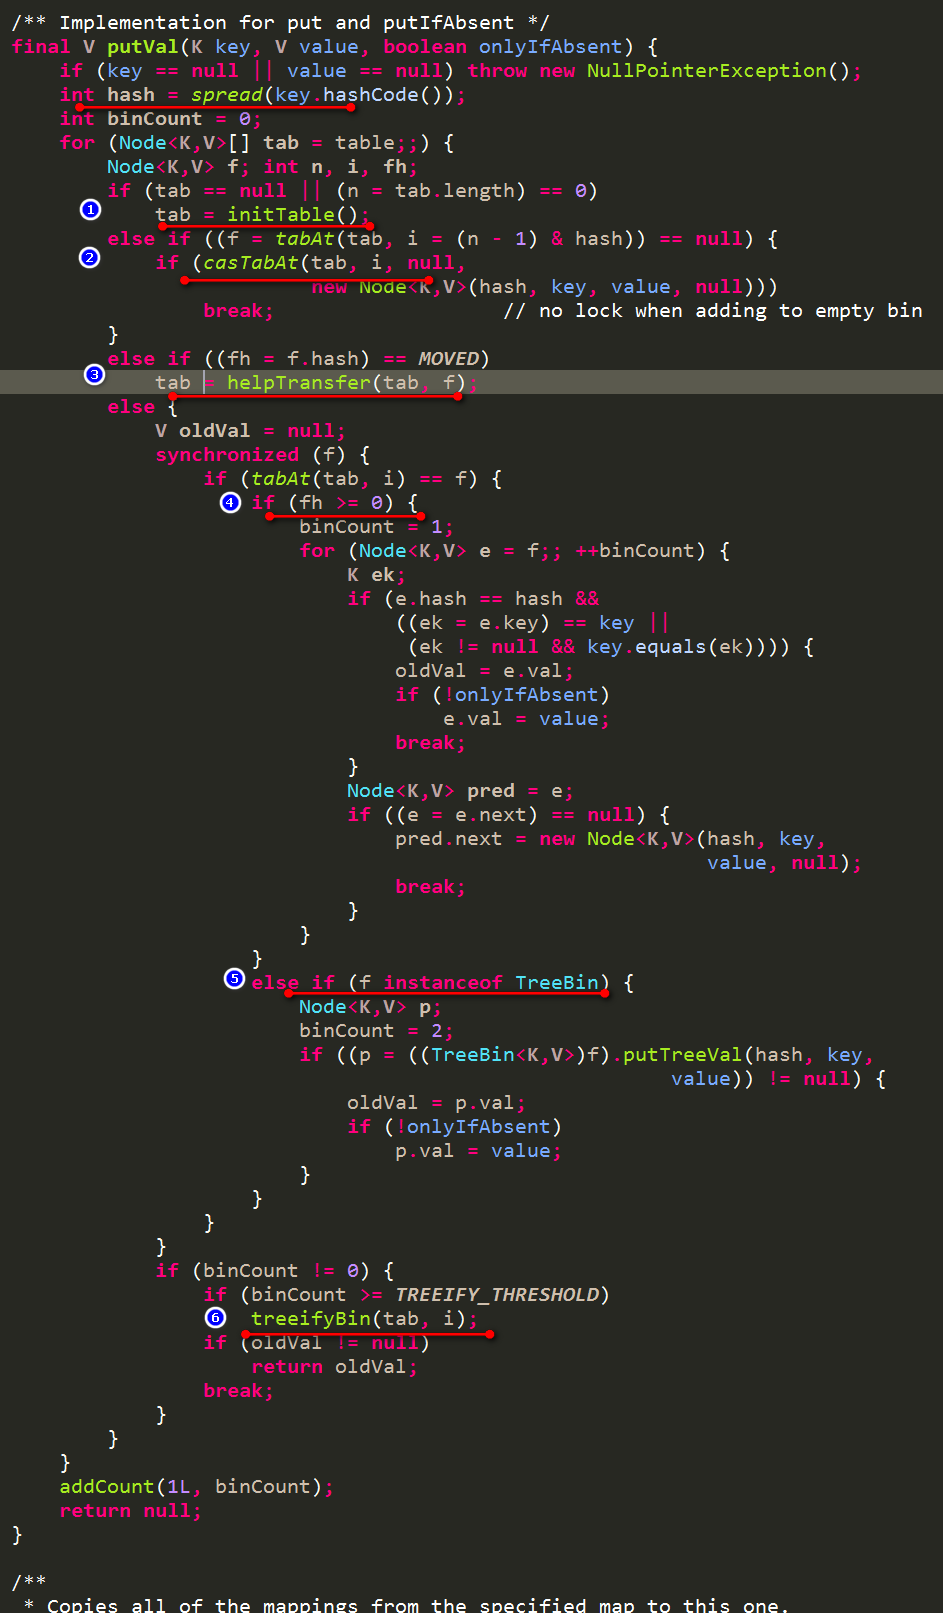 /** Implementation for put and putIfAbsent */
final V putVal(K key, V value, boolean onlyIfAbsent) {
    if (key == null || value == null) throw new NullPointerException();
    int hash = spread(key.hashCode());
    int binCount = 0;
    for (Node<K,V>[] tab = table;;) {
        Node<K,V> f; int n, i, fh;
        if (tab == null || (n = tab.length) == 0)
1           tab = initTable();
        else if ((f = tabAt(tab, i = (n - 1) & hash)) == null) {
2           if (casTabAt(tab, i, null,
                         new Node<K,V>(hash, key, value, null)))
                break;                   // no lock when adding to empty bin
        }
        else if ((fh = f.hash) == MOVED)
3           tab = helpTransfer(tab, f);
        else {
            V oldVal = null;
            synchronized (f) {
                if (tabAt(tab, i) == f) {
4                   if (fh >= 0) {
                        binCount = 1;
                        for (Node<K,V> e = f;; ++binCount) {
                            K ek;
                            if (e.hash == hash &&
                                ((ek = e.key) == key ||
                                 (ek != null && key.equals(ek)))) {
                                oldVal = e.val;
                                if (!onlyIfAbsent)
                                    e.val = value;
                                break;
                            }
                            Node<K,V> pred = e;
                            if ((e = e.next) == null) {
                                pred.next = new Node<K,V>(hash, key,
                                                          value, null);
                                break;
                            }
                        }
                    }
5                   else if (f instanceof TreeBin) {
                        Node<K,V> p;
                        binCount = 2;
                        if ((p = ((TreeBin<K,V>)f).putTreeVal(hash, key,
                                                       value)) != null) {
                            oldVal = p.val;
                            if (!onlyIfAbsent)
                                p.val = value;
                        }
                    }
                }
            }
            if (binCount != 0) {
                if (binCount >= TREEIFY_THRESHOLD)
6                   treeifyBin(tab, i);
                if (oldVal != null)
                    return oldVal;
                break;
            }
        }
    }
    addCount(1L, binCount);
    return null;
}
/**
 * Copies all of the mappings from the specified map to this one.